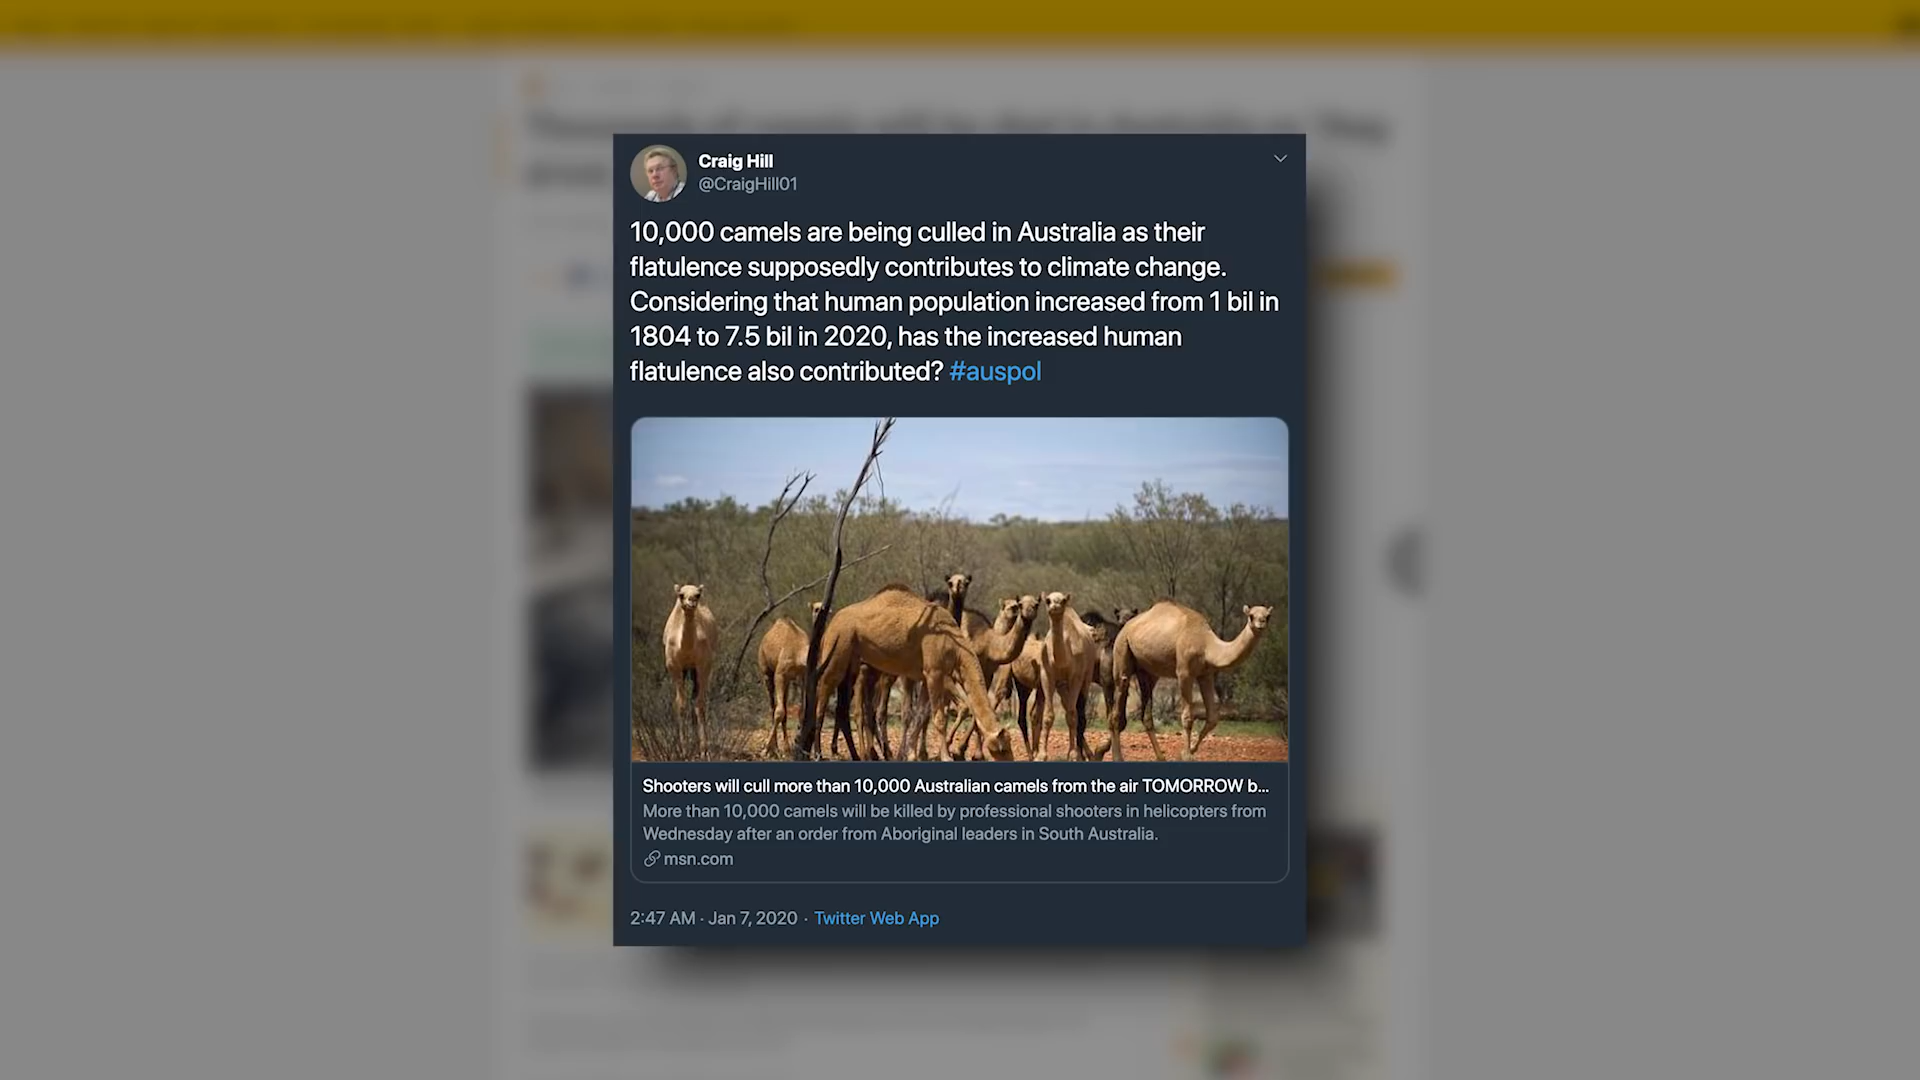 Craig Hill
@CraigHill01
10,000 camels are being culled in Australia as their
flatulence supposedly contributes to climate change.
Considering that human population increased from 1 bil in
1804 to 7.5 bil in 2020, has the increased human
flatulence also contributed? #auspol
Shooters will cull more than 10,000 Australian camels from the air TOMORROW b...
More than 10,000 camels will be killed by professional shooters in helicopters from
Wednesday after an order from Aboriginal leaders in South Australia.
msn.com
2:47 AM · Jan 7, 2020 · Twitter Web App